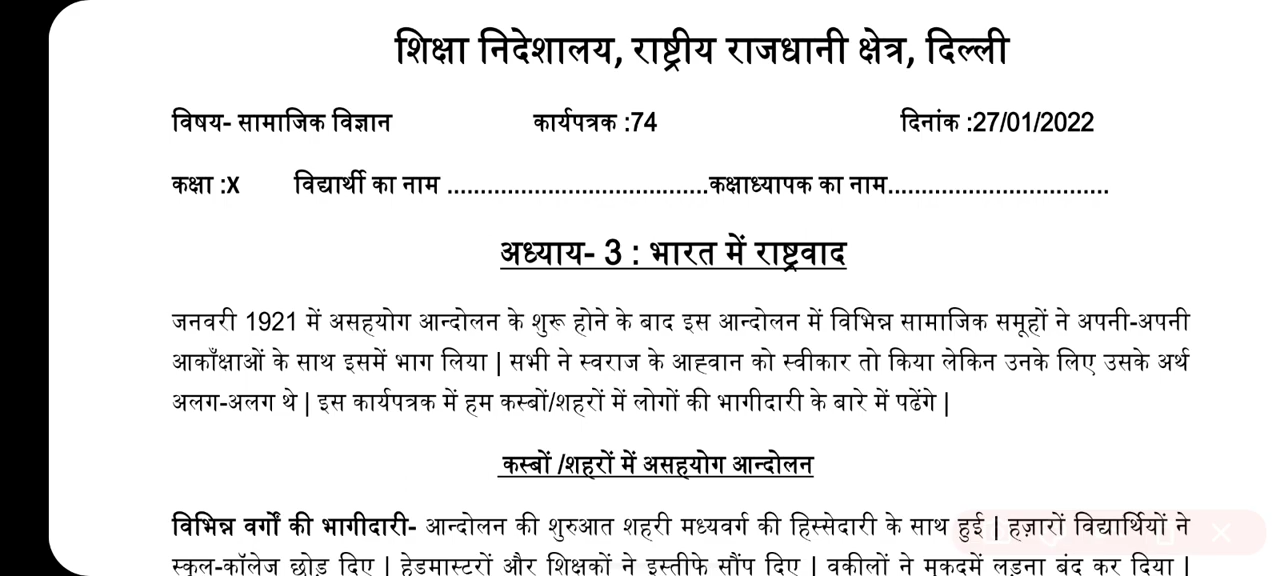 शिक्षा निदेशालय, राष्ट्रीय राजधानी क्षेत्र, दिल्ली
विषय- सामाजिक विज्ञान कार्यपत्रक :74 दिनांक :27/01/2022
कक्षा :X विद्यार्थी का नाम .......................................कक्षाध्यापक का नाम.................................
अध्याय- 3 : भारत में राष्ट्रवाद
जनवरी 1921 में असहयोग आन्दोलन के शुरू होने के बाद इस आन्दोलन में विभिन्न सामाजिक समूहों ने अपनी-अपनी
आकाँक्षाओं के साथ इसमें भाग लिया | सभी ने स्वराज के आह्वान को स्वीकार तो किया लेकिन उनके लिए उसके अर्थ
अलग-अलग थे | इस कार्यपत्रक में हम कस्बों/शहरों में लोगों की भागीदारी के बारे में पढेंगे |
कस्बों /शहरों में असहयोग आन्दोलन
विभिन्न वर्गों की भागीदारी- आन्दोलन की शुरुआत शहरी मध्यवर्ग की हिस्सेदारी के साथ हुई | हज़ारों विद्यार्थियों ने
स्कूल-कॉलेज छोड़ दिए | हेडमास्टरों और शिक्षकों ने इस्तीफे सौंप दिए | वकीलों ने मुकदमें लड़ना बंद कर दिया |